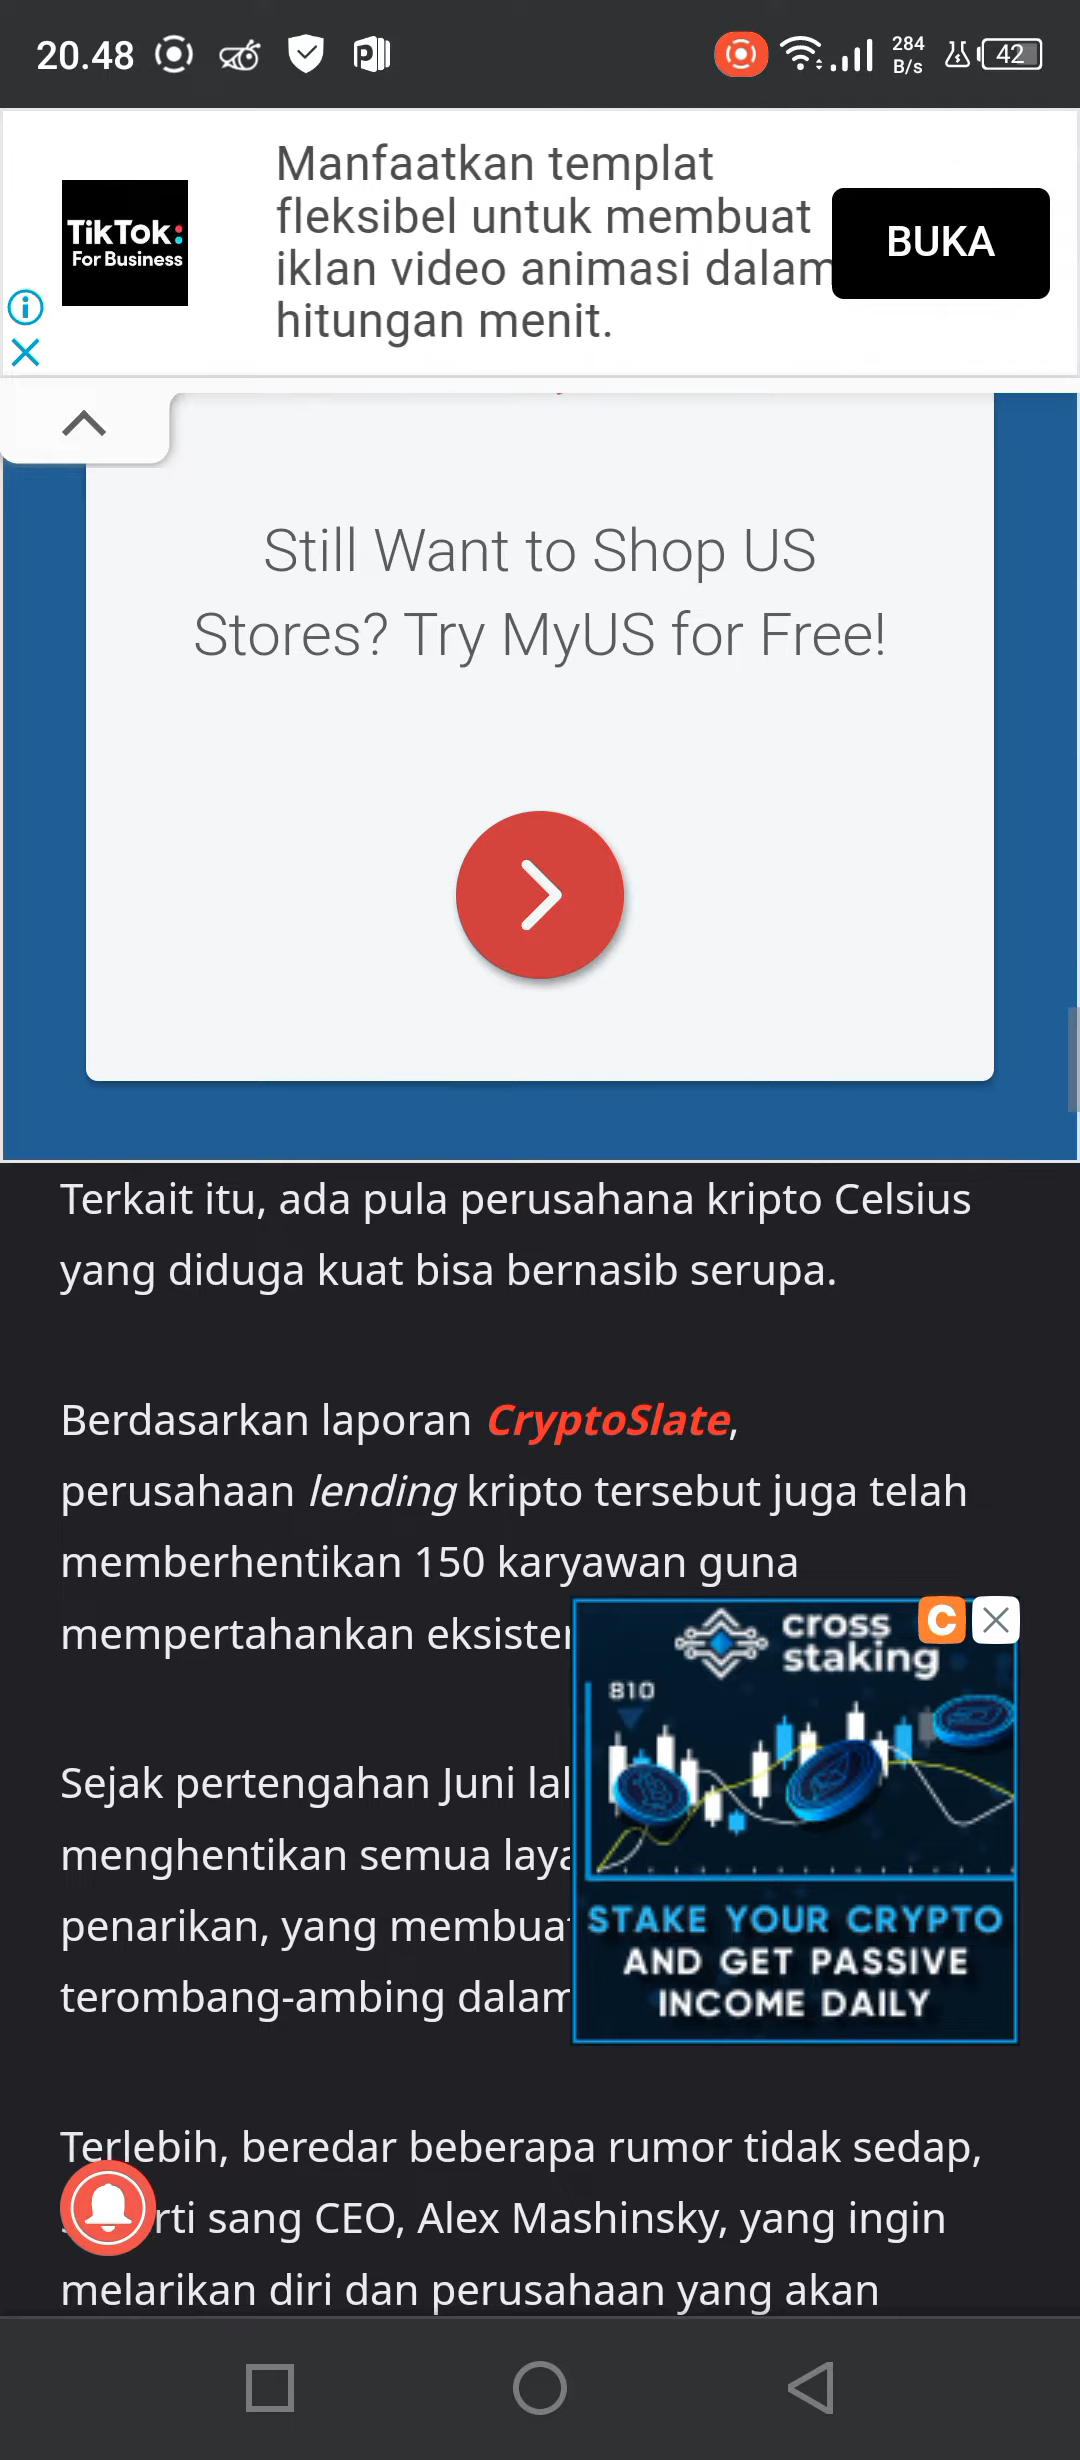 20.48
284
B/s
42
Manfaatkan templat
fleksibel untuk membuat
iklan video animasi dalam
hitungan menit.
TikTok:
For Business
BUKA
Still Want to Shop US
Stores? Try MyUS for Free!
Terkait itu, ada pula perusahana kripto Celsius
yang diduga kuat bisa bernasib serupa.
Berdasarkan laporan CryptoSlate,
perusahaan lending kripto tersebut juga telah
memberhentikan 150 karyawan guna
mempertahankan
Sejak pertengahan Juni
menghentikan semua
penarikan, yang
terombang-ambing dalam
cross
staking
C
810
STAKE YOUR CRYPTO
AND GET PASSIVE
INCOME DAILY
Terlebih, beredar beberapa rumor tidak sedap,
sang CEO, Alex Mashinsky, yang ingin
melarikan diri dan perusahaan yang akan